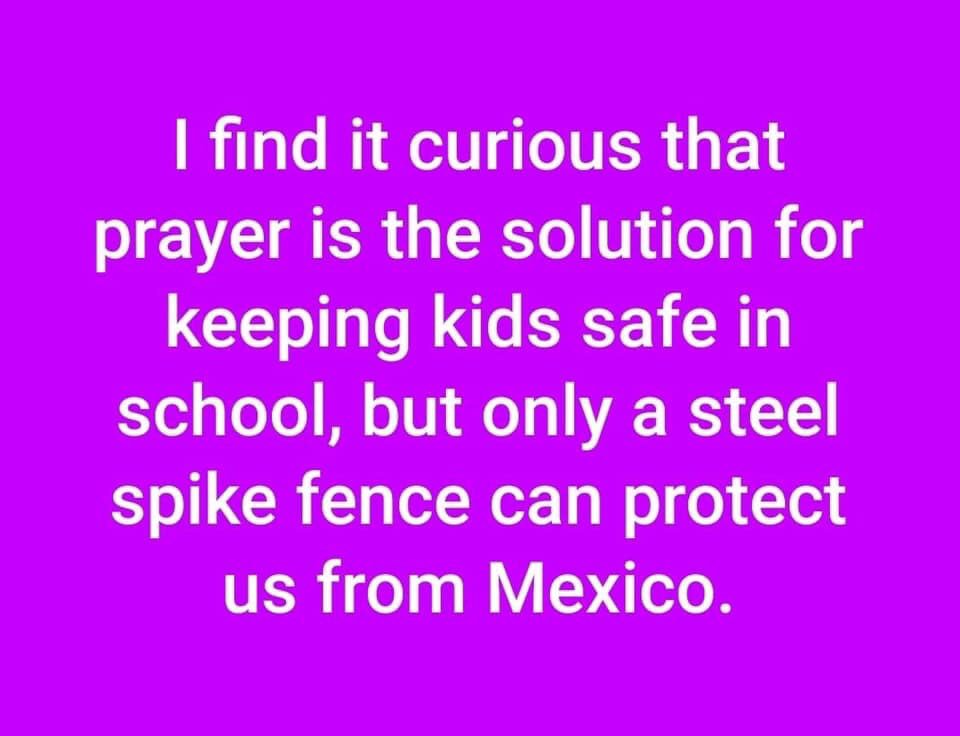 I find it curious that
prayer is the solution for
keeping kids safe in
school, but only a steel
spike fence can protect
us from Mexico.